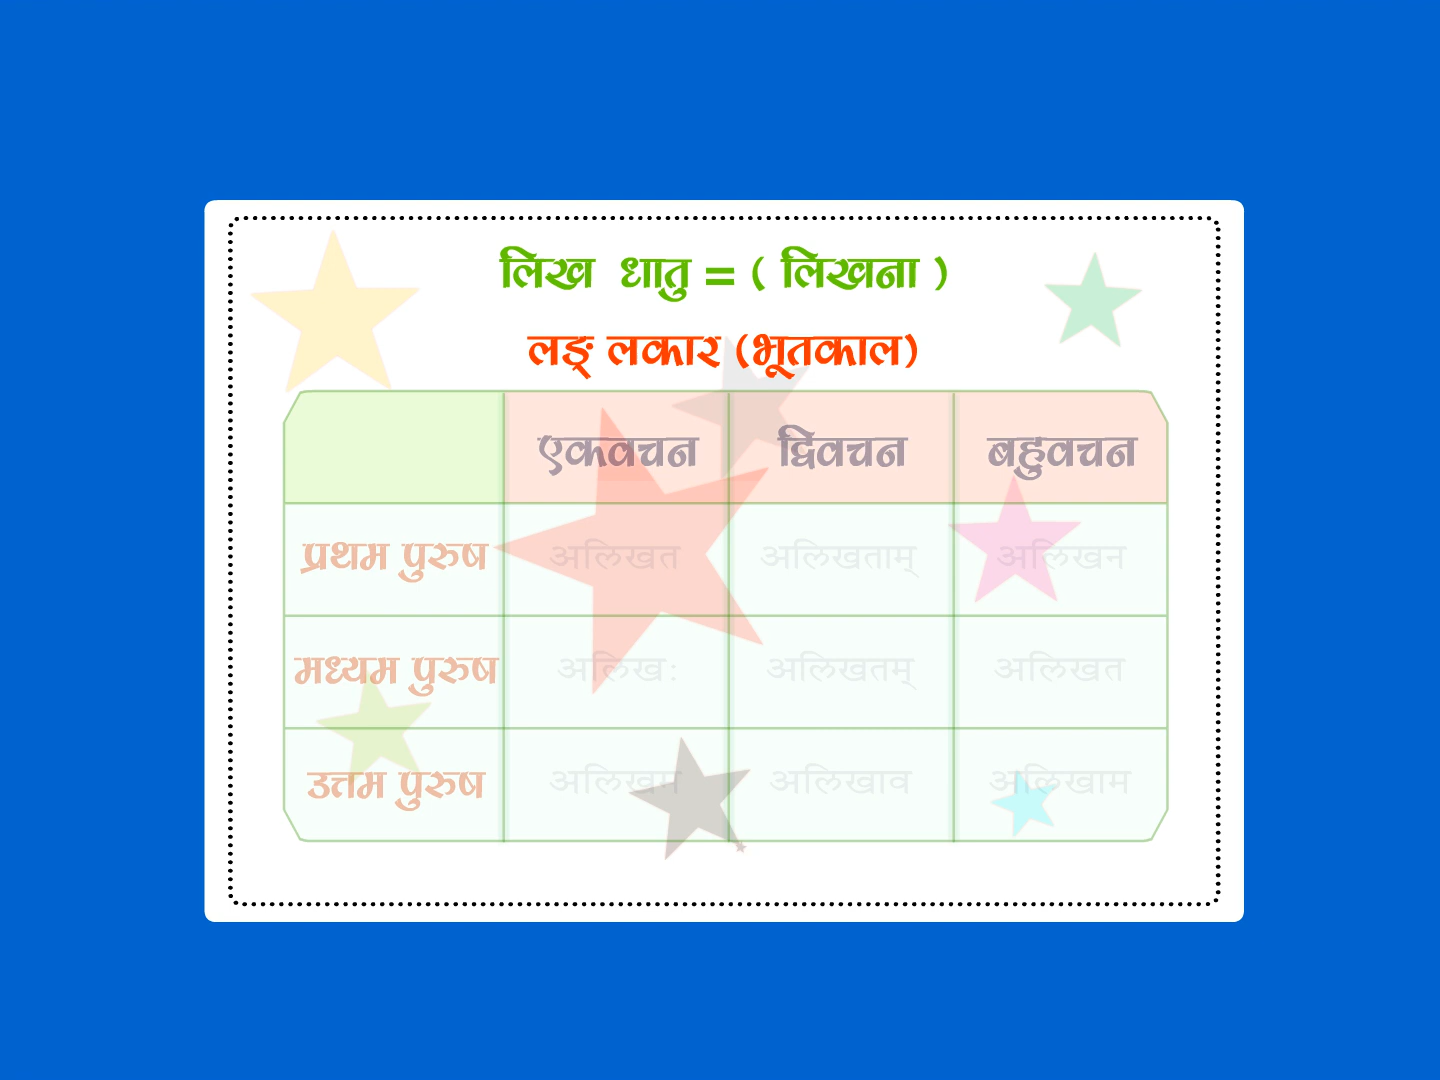 लिख धातु = ( लिखना )
लङ् लकार (भूतकाल)
एकवचन द्विवचन बहुवचन
प्रथम पुरुष अलिखत अलिखताम् अलिखन
मध्यम पुरुष अलिखः अलिखतम् अलिखत
उत्तम पुरुष अलिखम अलिखाव अलिखाम